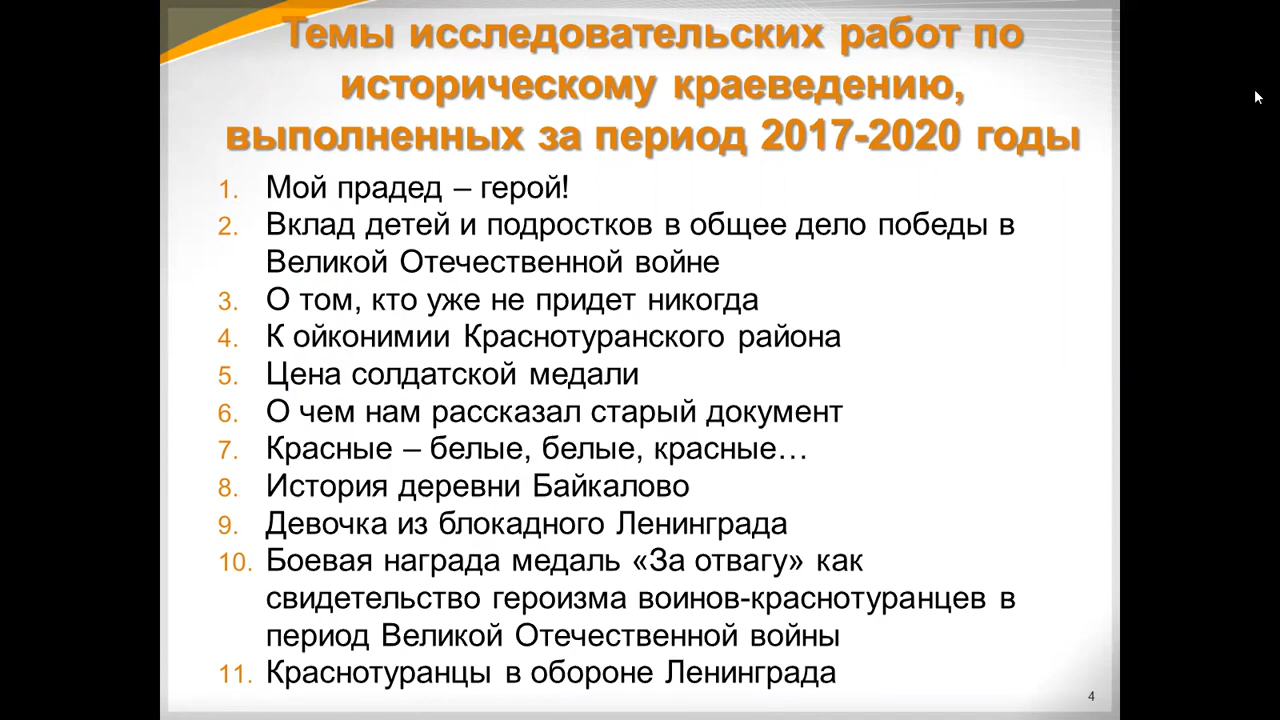 Темы исследовательских работ по
историческому краеведению,
выполненных за период 2017-2020 годы
1. Мой прадед – герой!
2. Вклад детей и подростков в общее дело победы в
Великой Отечественной войне
3. О том, кто уже не придет никогда
4. К ойконимии Краснотуранского района
5. Цена солдатской медали
6. О чем нам рассказал старый документ
7. Красные – белые, белые, красные…
8. История деревни Байкалово
9. Девочка из блокадного Ленинграда
10. Боевая награда медаль «За отвагу» как
свидетельство героизма воинов-краснотуранцев в
период Великой Отечественной войны
11. Краснотуранцы в обороне Ленинграда
4